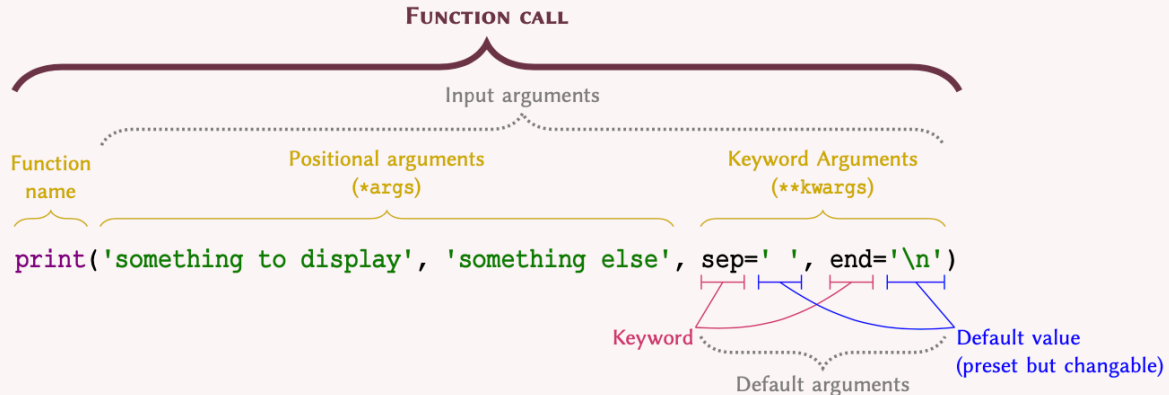 FUNCTION CALL
Input arguments
Function
name
Positional arguments
(*args)
Keyword Arguments
(**kwargs)
print('something to display', 'something else', sep=' ', end='\n')
Keyword
Default value
(preset but changable)
Default arguments